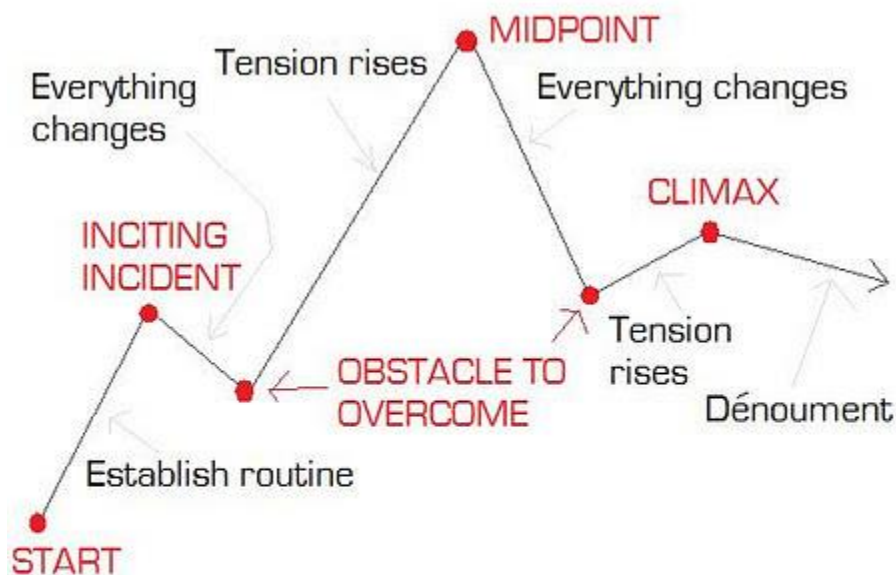 MIDPOINT
Tension rises
Everything
changes
Everything changes
CLIMAX
INCITING
INCIDENT
Tension
rises
OBSTACLE TO
OVERCOME
Dénoument
Establish routine
START